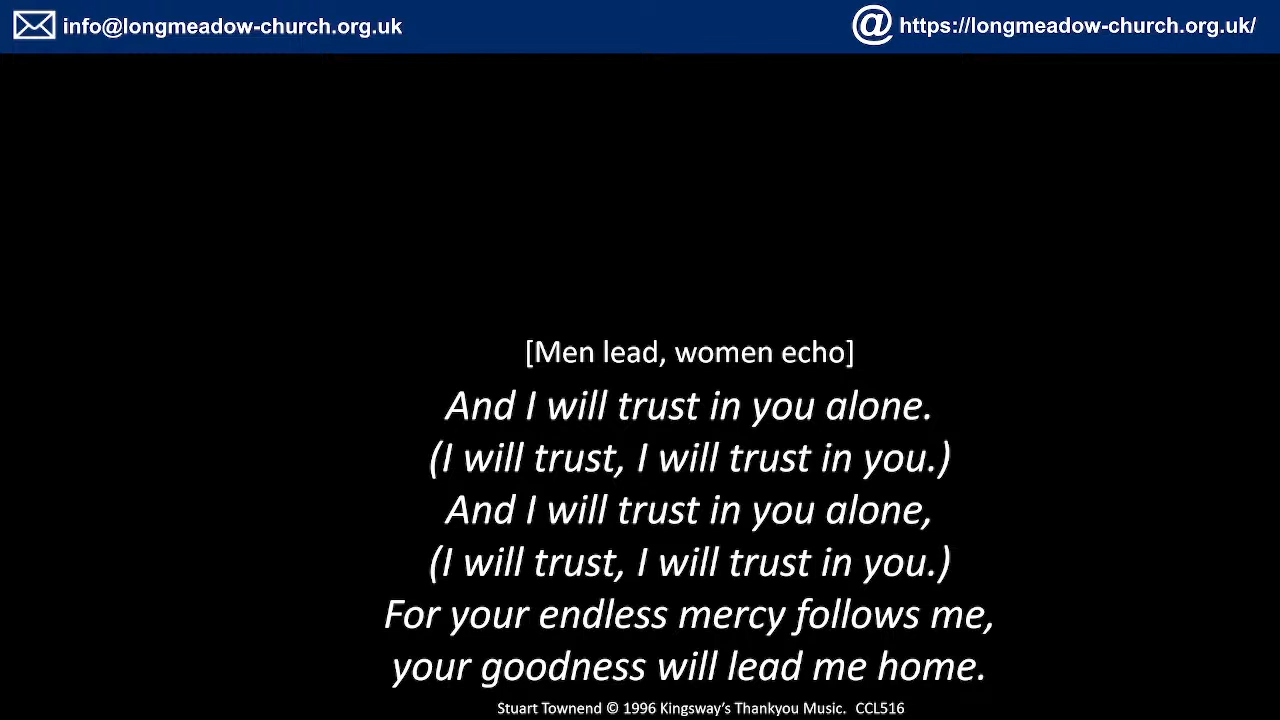 info@longmeadow-church.org.uk
https://longmeadow-church.org.uk/
[Men lead, women echo]
And I will trust in you alone.
(I will trust, I will trust in you.)
And I will trust in you alone,
(I will trust, I will trust in you.)
For your endless mercy follows me,
your goodness will lead me home.
Stuart Townend © 1996 Kingsway’s Thankyou Music.  CCL516